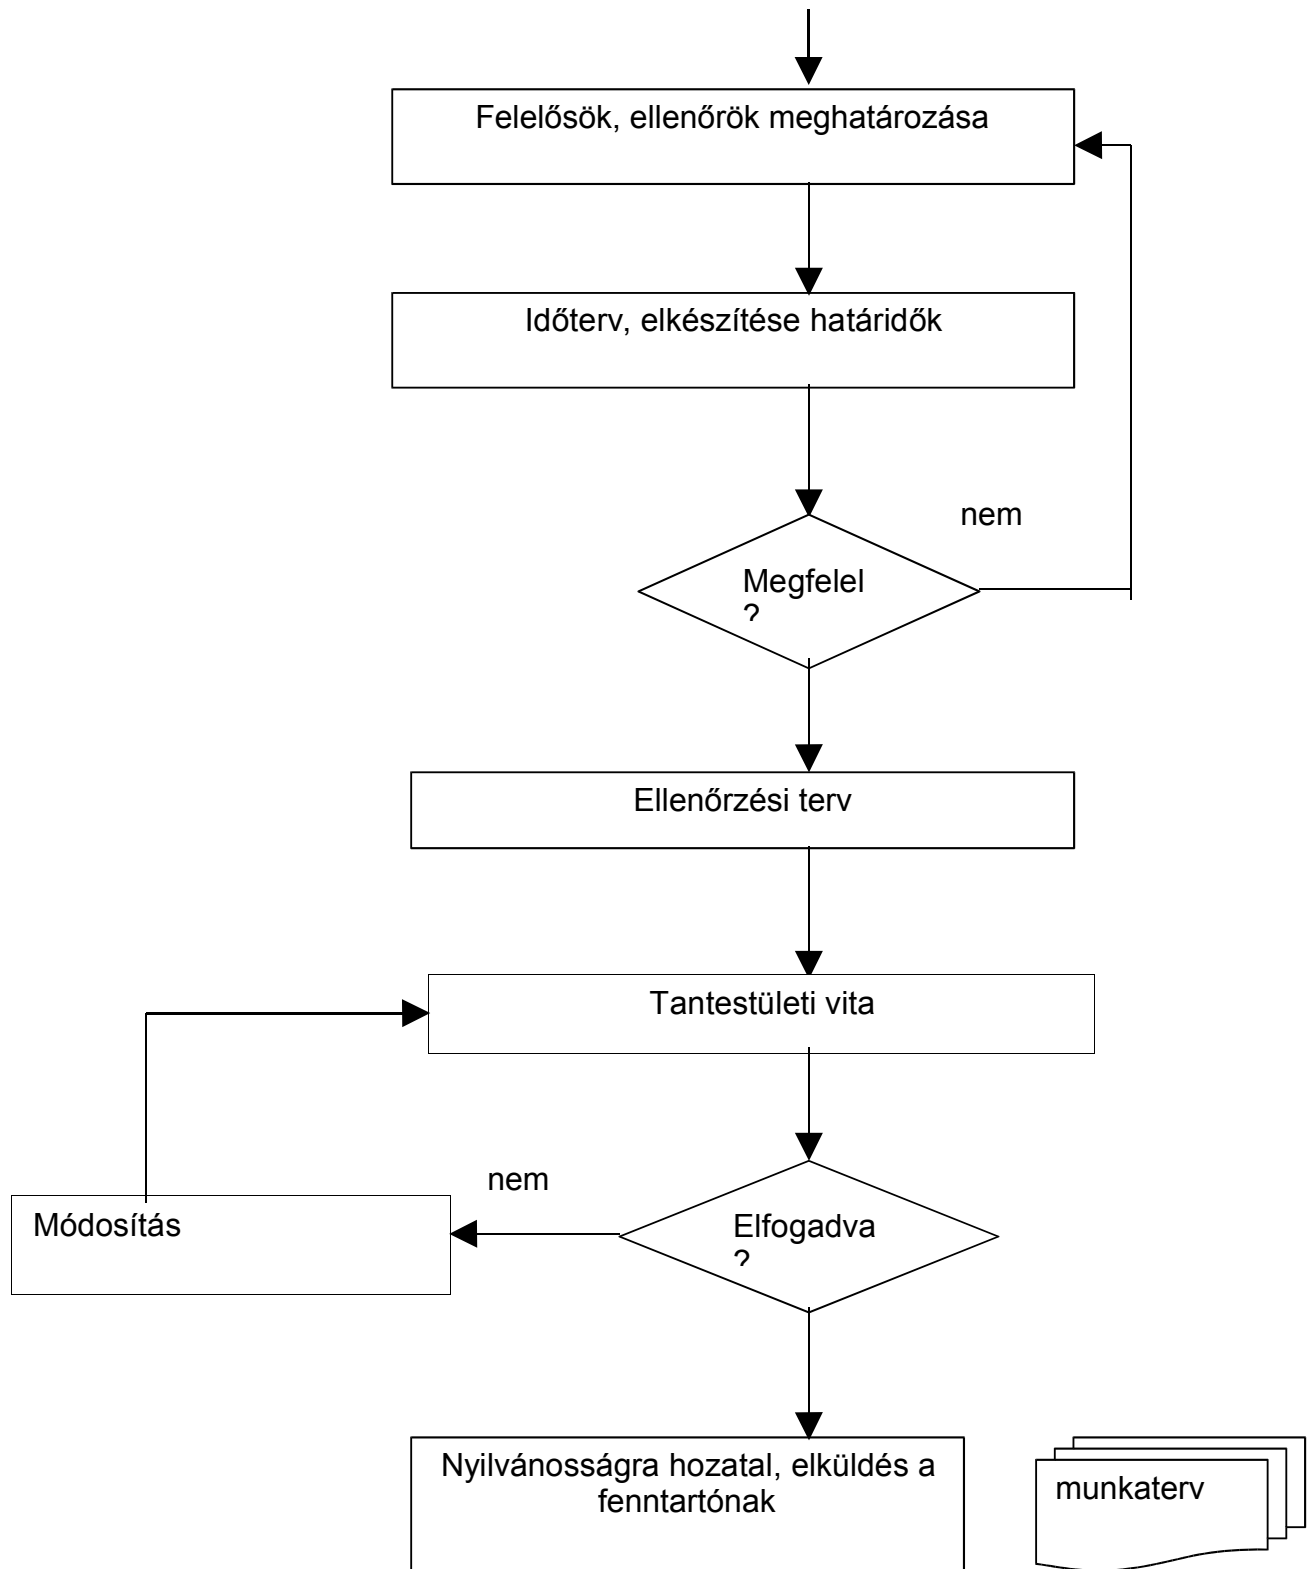 Felelősök, ellenőrök meghatározása
Időterv, elkészítése határidők
nem
Megfelel
?
Ellenőrzési terv
Tantestületi vita
nem
Módosítás
Elfogadva
?
Nyilvánosságra hozatal, elküldés a
fenntartónak
munkaterv